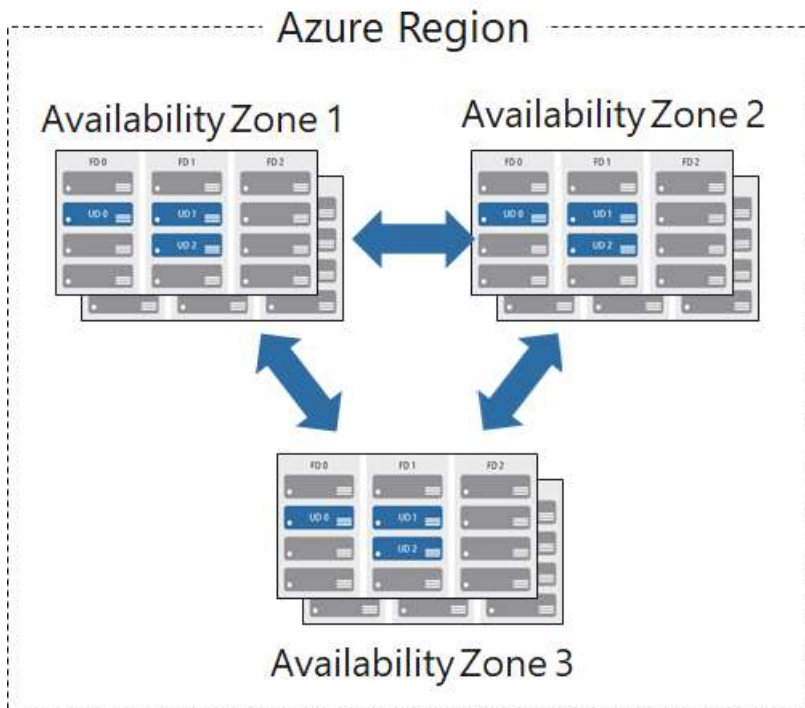 Azure Region
Availability Zone 1
Availability Zone 2
FD 0 FD 1 FD 2
UD 0 UD 1
UD 2
FD 0 FD 1 FD 2
UD 0 UD 1
UD 2
FD 0 FD 1 FD 2
UD 0 UD 1
UD 2
Availability Zone 3